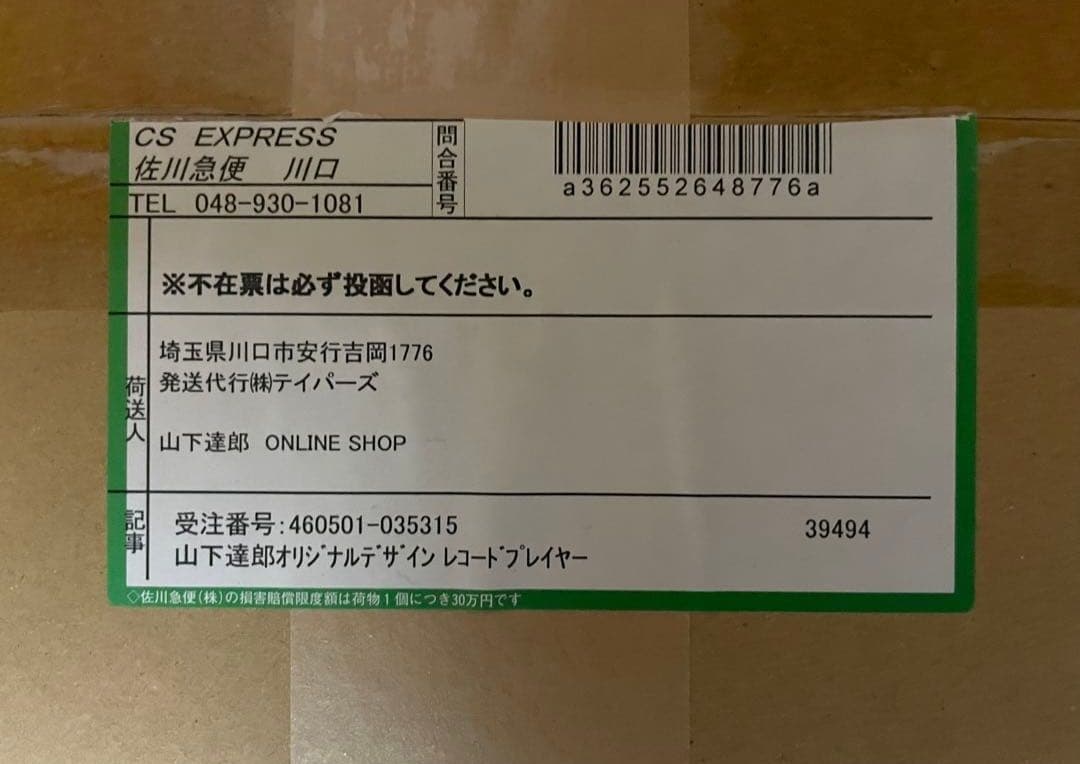 CS EXPRESS
佐川急便 川口
TEL 048-930-1081
問合番号
a362552648776a
※不在票は必ず投函してください。
荷送人
埼玉県川口市安行吉岡1776
発送代行㈱テイパーズ
山下達郎 ONLINE SHOP
記事
受注番号:460501-035315
39494
山下達郎オリジナルデザイン レコードプレイヤー
◇佐川急便(株)の損害賠償限度額は荷物1個につき30万円です